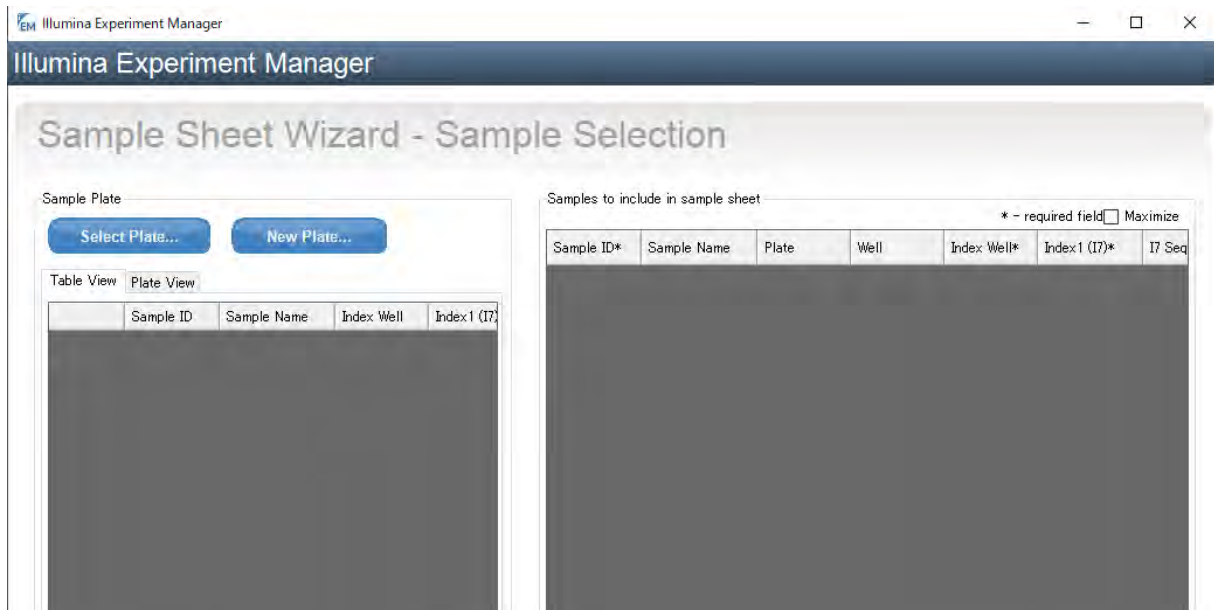 EM Illumina Experiment Manager
Illumina Experiment Manager
Sample Sheet Wizard - Sample Selection
Sample Plate
Select Plate... New Plate...
Table View Plate View
Sample ID Sample Name Index Well Index1 (I7)
Samples to include in sample sheet
* - required field Maximize
Sample ID* Sample Name Plate Well Index Well* Index1 (I7)* I7 Seq